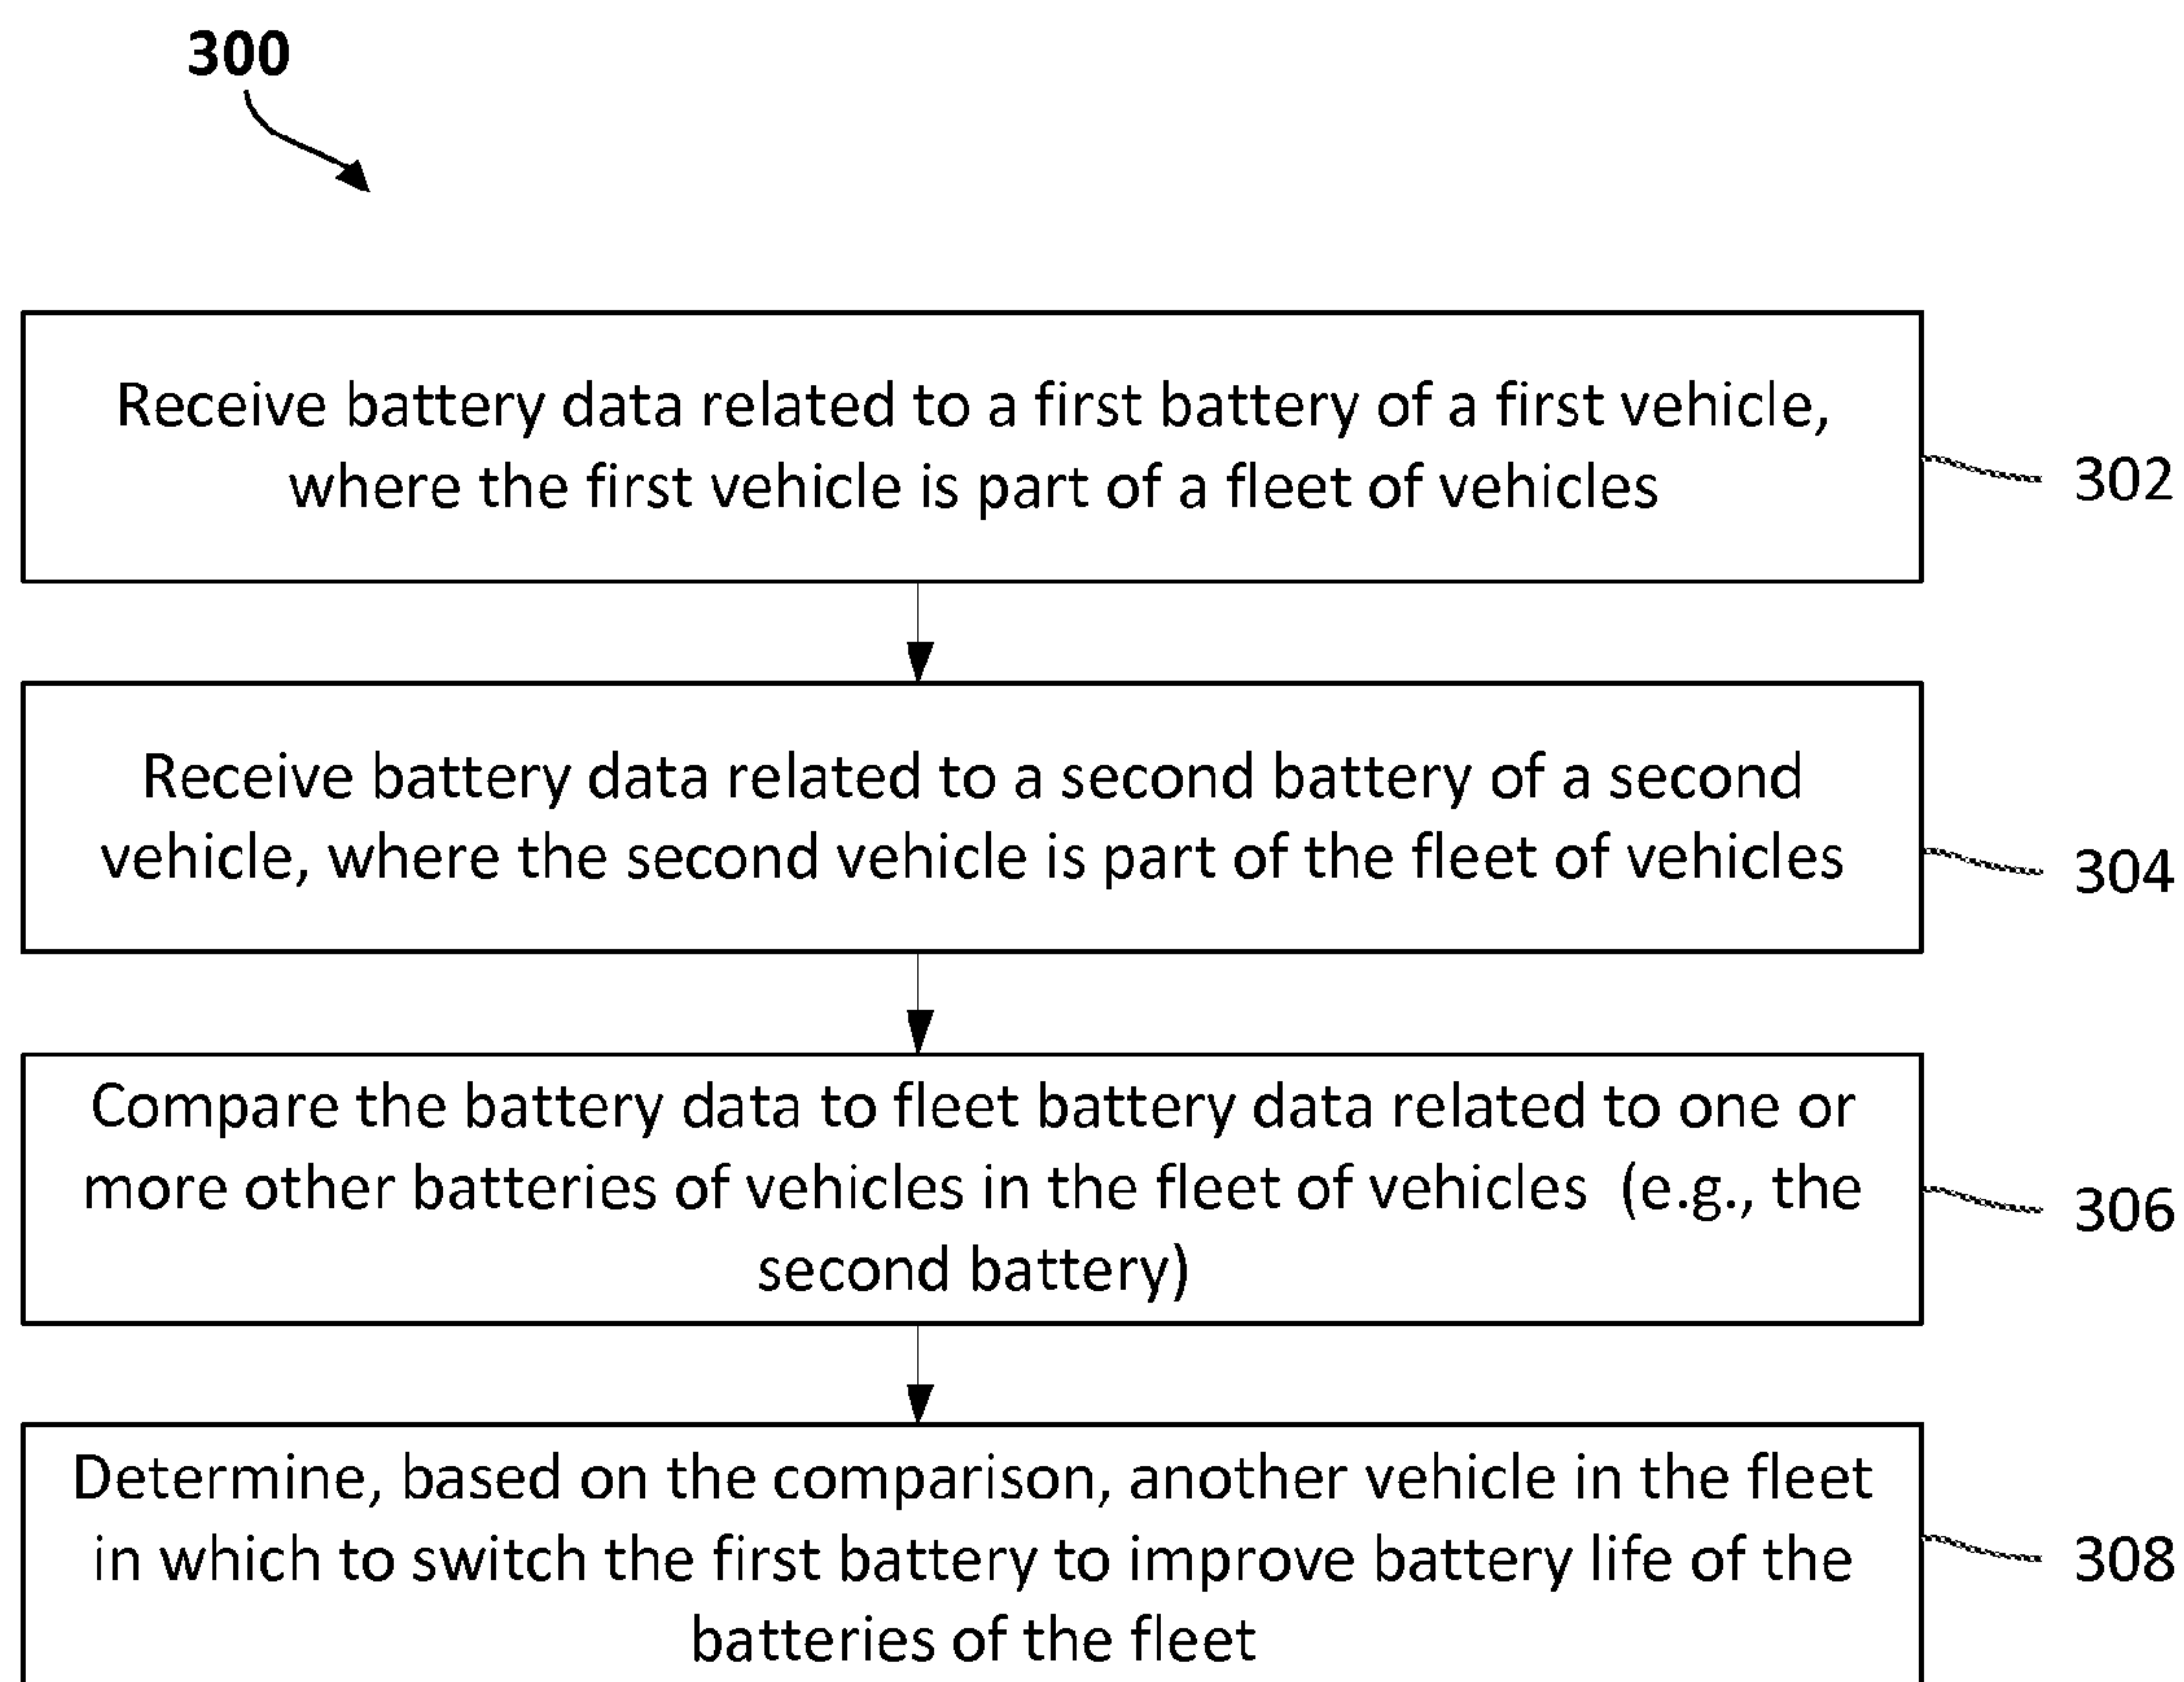 300
Receive battery data related to a first battery of a first vehicle,
where the first vehicle is part of a fleet of vehicles
302
Receive battery data related to a second battery of a second
vehicle, where the second vehicle is part of the fleet of vehicles
304
Compare the battery data to fleet battery data related to one or
more other batteries of vehicles in the fleet of vehicles (e.g., the
second battery)
306
Determine, based on the comparison, another vehicle in the fleet
in which to switch the first battery to improve battery life of the
batteries of the fleet
308